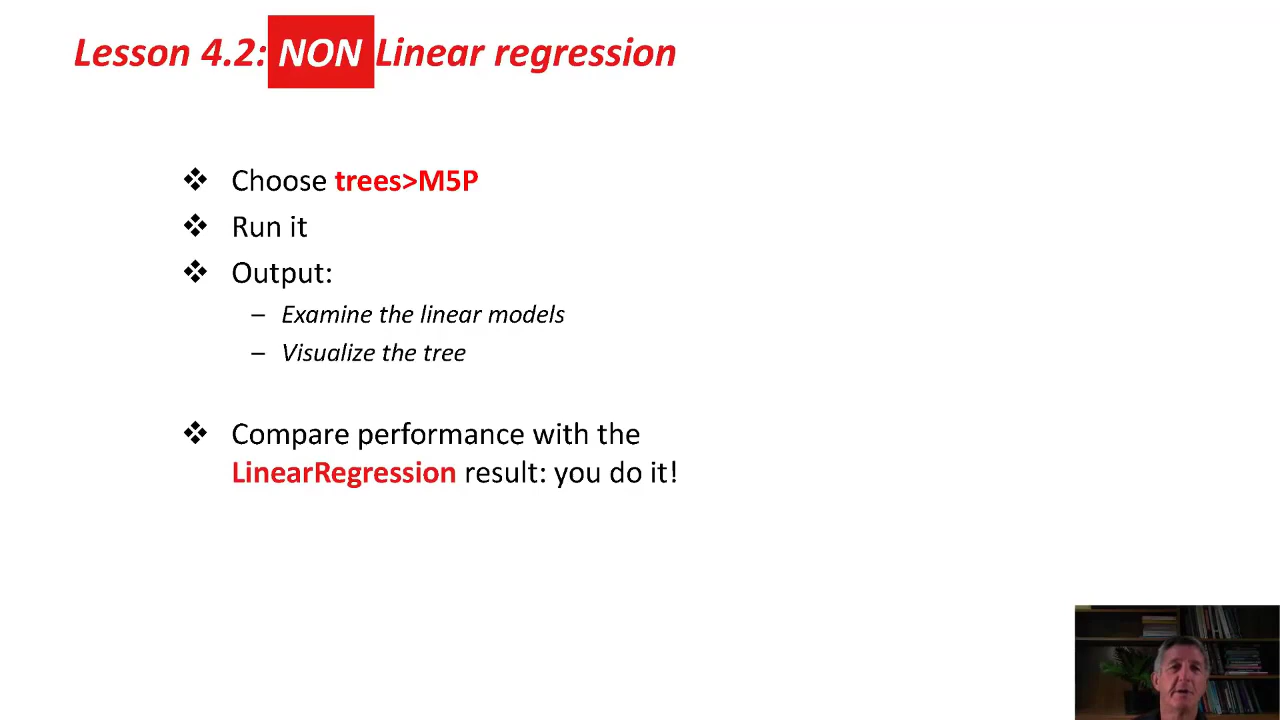 Lesson 4.2: NON Linear regression
❖ Choose trees>M5P
❖ Run it
❖ Output:
– Examine the linear models
– Visualize the tree
❖ Compare performance with the
LinearRegression result: you do it!